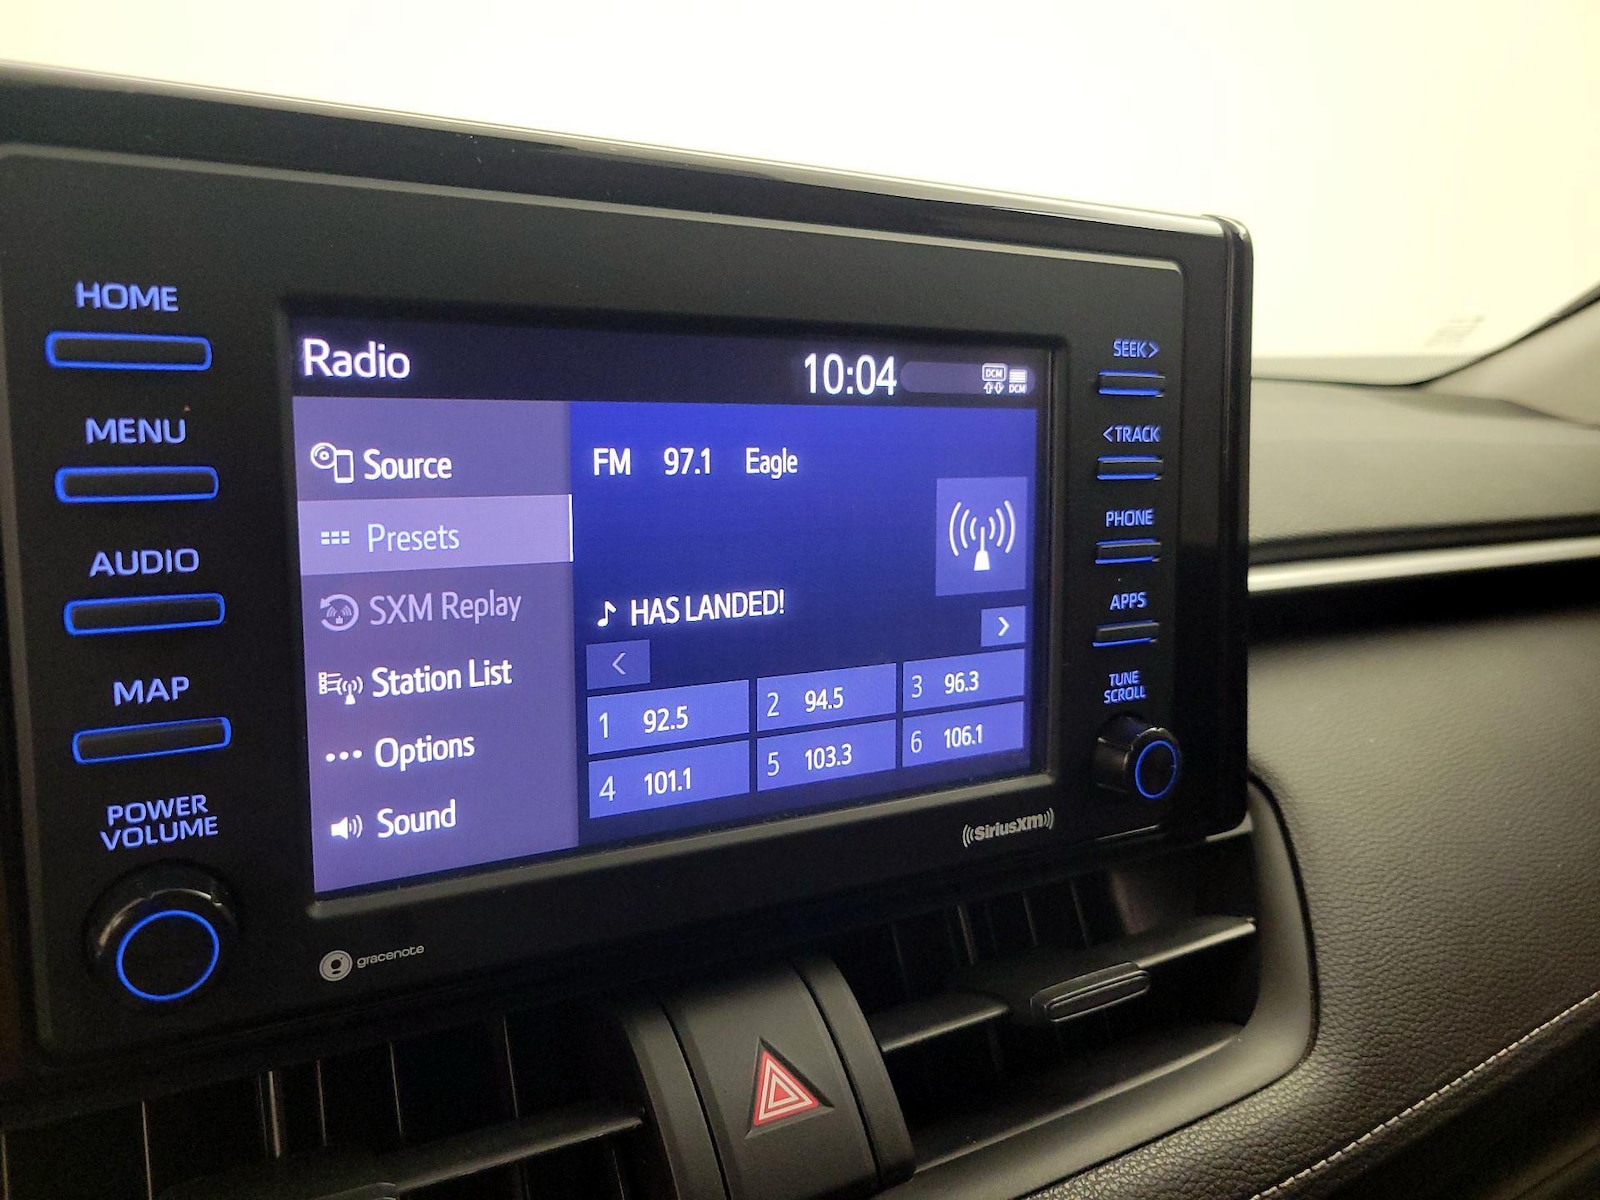 HOME
MENU
AUDIO
MAP
POWER
VOLUME
Radio
10:04
DCM
DCM
Source
Presets
SXM Replay
Station List
Options
Sound
FM 97.1 Eagle
HAS LANDED!
<
>
1 92.5
2 94.5
3 96.3
4 101.1
5 103.3
6 106.1
SEEK>
<TRACK
PHONE
APPS
TUNE
SCROLL
((SiriusXM))
gracenote